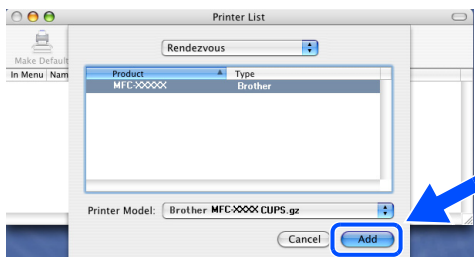 Printer List
Rendezvous
Make Default
In Menu Nam
Product Type
MFC-XXXXX Brother
Printer Model: Brother MFC-XXXX CUPS.gz
Cancel Add